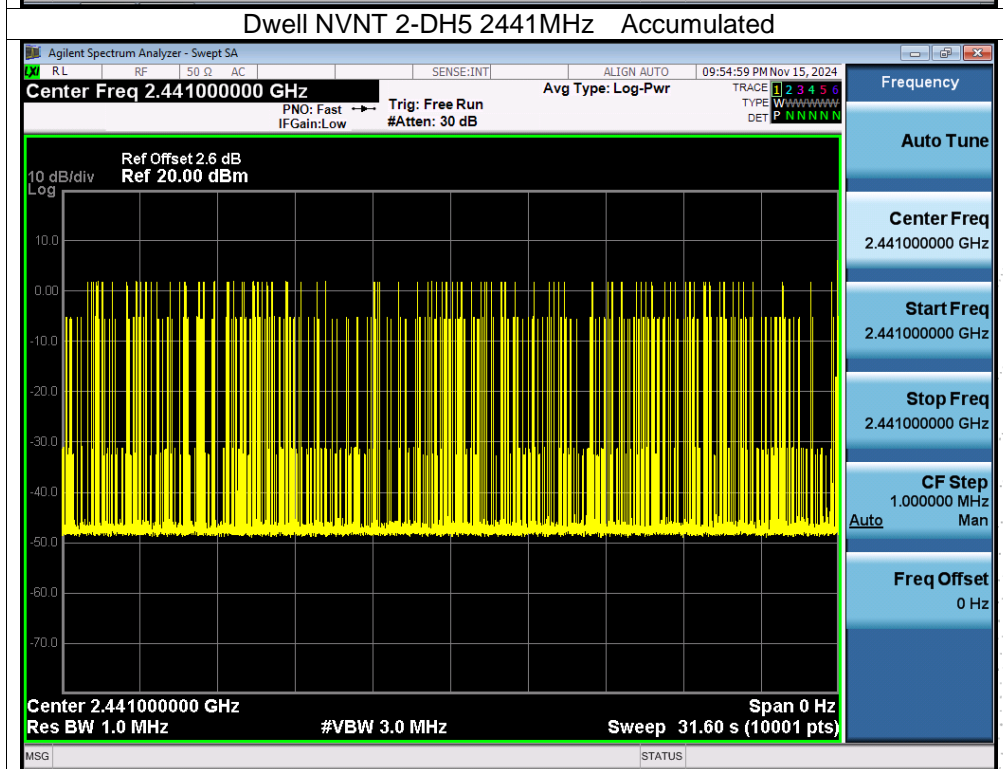 Dwell NVNT 2-DH5 2441MHz Accumulated
Agilent Spectrum Analyzer - Swept SA
LXI RL RF 50 Ω AC SENSE:INT ALIGN AUTO 09:54:59 PM Nov 15, 2024
Center Freq 2.441000000 GHz
PNO: Fast
IFGain:Low
Trig: Free Run
#Atten: 30 dB
Avg Type: Log-Pwr
TRACE 1 2 3 4 5 6
TYPE WWWWWWW
DET P N N N N N
Frequency
Ref Offset 2.6 dB
10 dB/div Ref 20.00 dBm
Log
10.0
0.00
-10.0
-20.0
-30.0
-40.0
-50.0
-60.0
-70.0
Center 2.441000000 GHz Span 0 Hz
Res BW 1.0 MHz #VBW 3.0 MHz Sweep 31.60 s (10001 pts)
Auto Tune
Center Freq
2.441000000 GHz
Start Freq
2.441000000 GHz
Stop Freq
2.441000000 GHz
CF Step
1.000000 MHz
Auto Man
Freq Offset
0 Hz
MSG STATUS